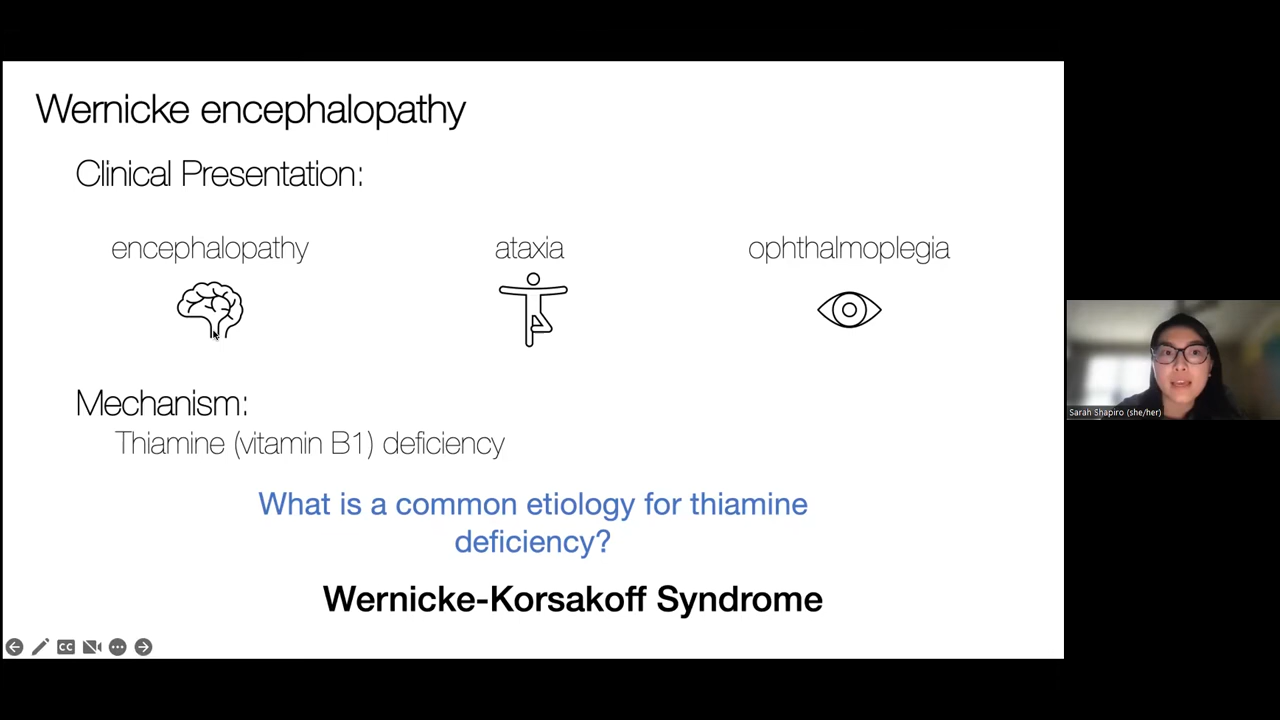 Wernicke encephalopathy
Clinical Presentation:
encephalopathy
ataxia
ophthalmoplegia
Mechanism:
Thiamine (vitamin B1) deficiency
What is a common etiology for thiamine
deficiency?
Wernicke-Korsakoff Syndrome
CC
Sarah Shapiro (she/her)